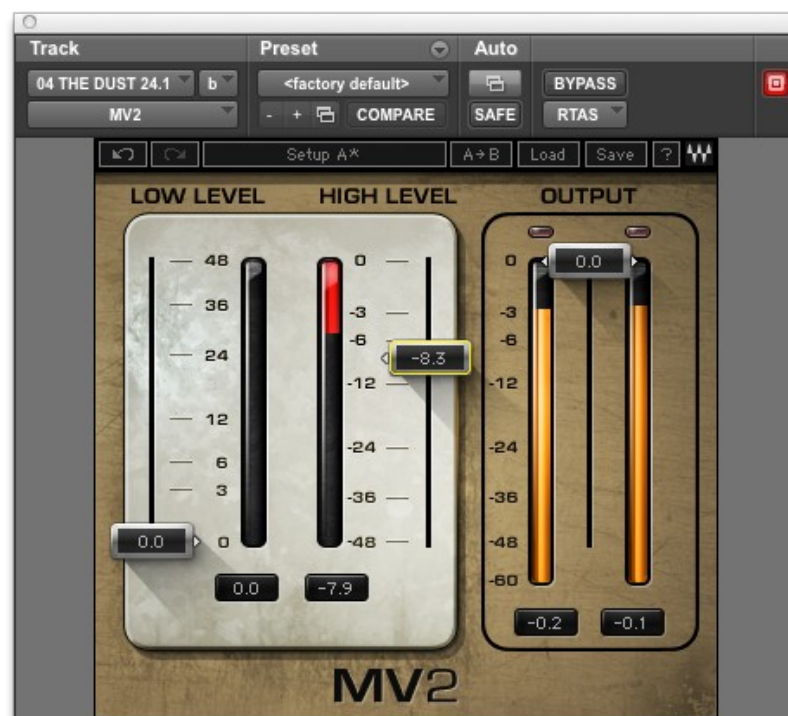 Track Preset Auto
04 THE DUST 24.1 b <factory default> BYPASS
MV2 - + COMPARE SAFE RTAS
Setup A* A→B Load Save ?
LOW LEVEL HIGH LEVEL OUTPUT
48 0 0 0.0
36 -3 -3
-6 -6
24 -8.3
-12 -12
12
-24 -24
6
3 -36 -36
0.0 0 -48 -48
-60
0.0 -7.9
-0.2 -0.1
MV2